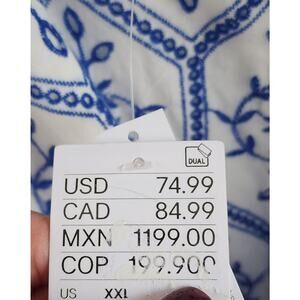 DUAL
USD 74.99
CAD 84.99
MXN 1199.00
COP 199.900
US XXL